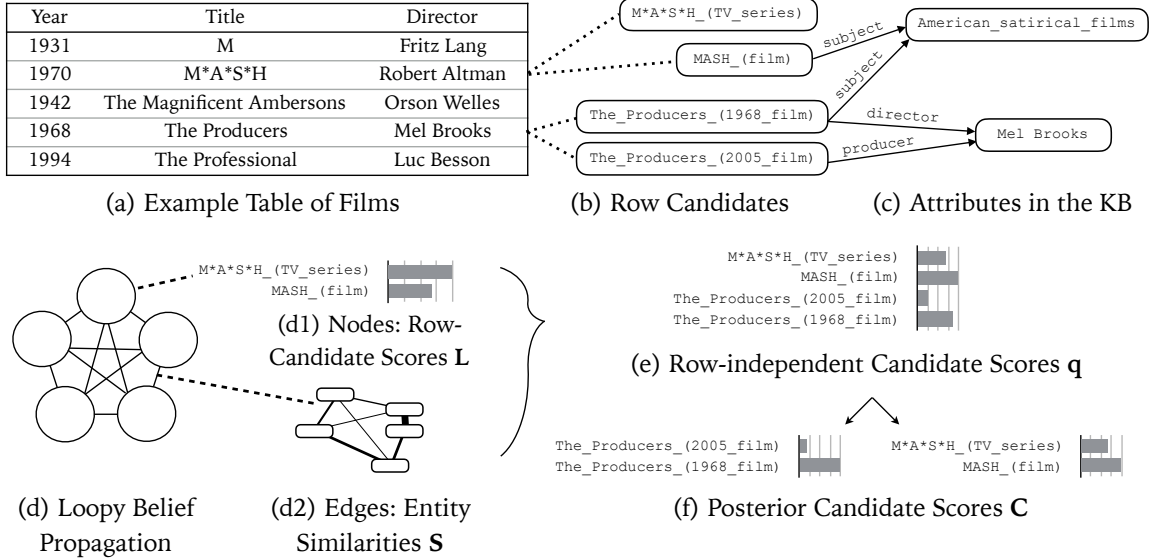 Year Title Director
1931 M Fritz Lang
1970 M*A*S*H Robert Altman
1942 The Magnificent Ambersons Orson Welles
1968 The Producers Mel Brooks
1994 The Professional Luc Besson
(a) Example Table of Films
M*A*S*H_(TV_series)
MASH_(film)
The_Producers_(1968_film)
The_Producers_(2005_film)
(b) Row Candidates
subject
subject
director
producer
American_satirical_films
Mel Brooks
(c) Attributes in the KB
M*A*S*H_(TV_series)
MASH_(film)
(d1) Nodes: Row-
Candidate Scores L
(d) Loopy Belief
Propagation
(d2) Edges: Entity
Similarities S
M*A*S*H_(TV_series)
MASH_(film)
The_Producers_(2005_film)
The_Producers_(1968_film)
(e) Row-independent Candidate Scores q
The_Producers_(2005_film)
The_Producers_(1968_film)
M*A*S*H_(TV_series)
MASH_(film)
(f) Posterior Candidate Scores C